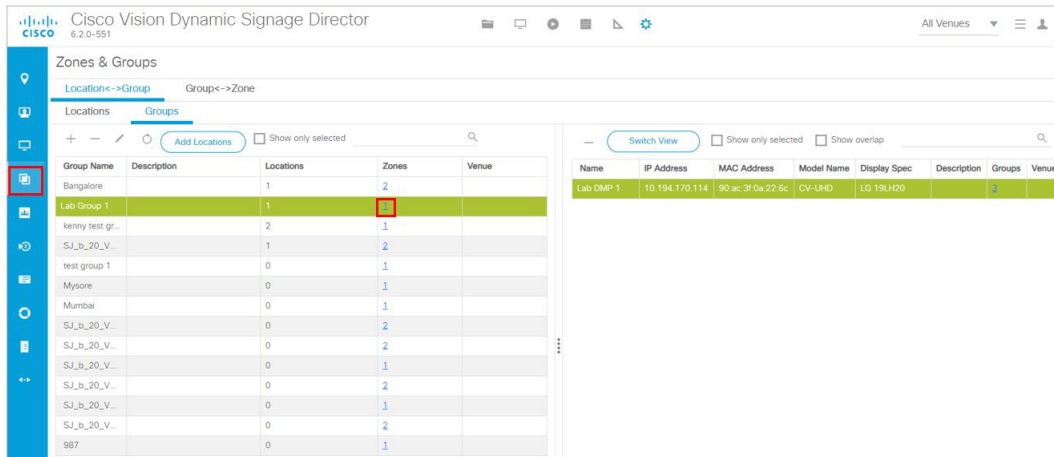 CISCO
Cisco Vision Dynamic Signage Director
6.2.0-551
All Venues
Zones & Groups
Location<->Group Group<->Zone
Locations Groups
Add Locations Show only selected
Switch View Show only selected Show overlap
Group Name Description Locations Zones Venue
Name IP Address MAC Address Model Name Display Spec Description Groups Venue
Bangalore 1 2
Lab Group 1 1 1
Lab DMP 1 10.194.170.114 90:ac:3f:0a:22:6c CV-UHD LG 19LH20 3
kenny test gr... 2 1
SJ_b_20_V... 1 2
test group 1 0 1
Mysore 0 1
Mumbai 0 1
SJ_b_20_V... 0 2
SJ_b_20_V... 0 2
SJ_b_20_V... 0 1
SJ_b_20_V... 0 2
SJ_b_20_V... 0 1
SJ_b_20_V... 0 2
987 0 1